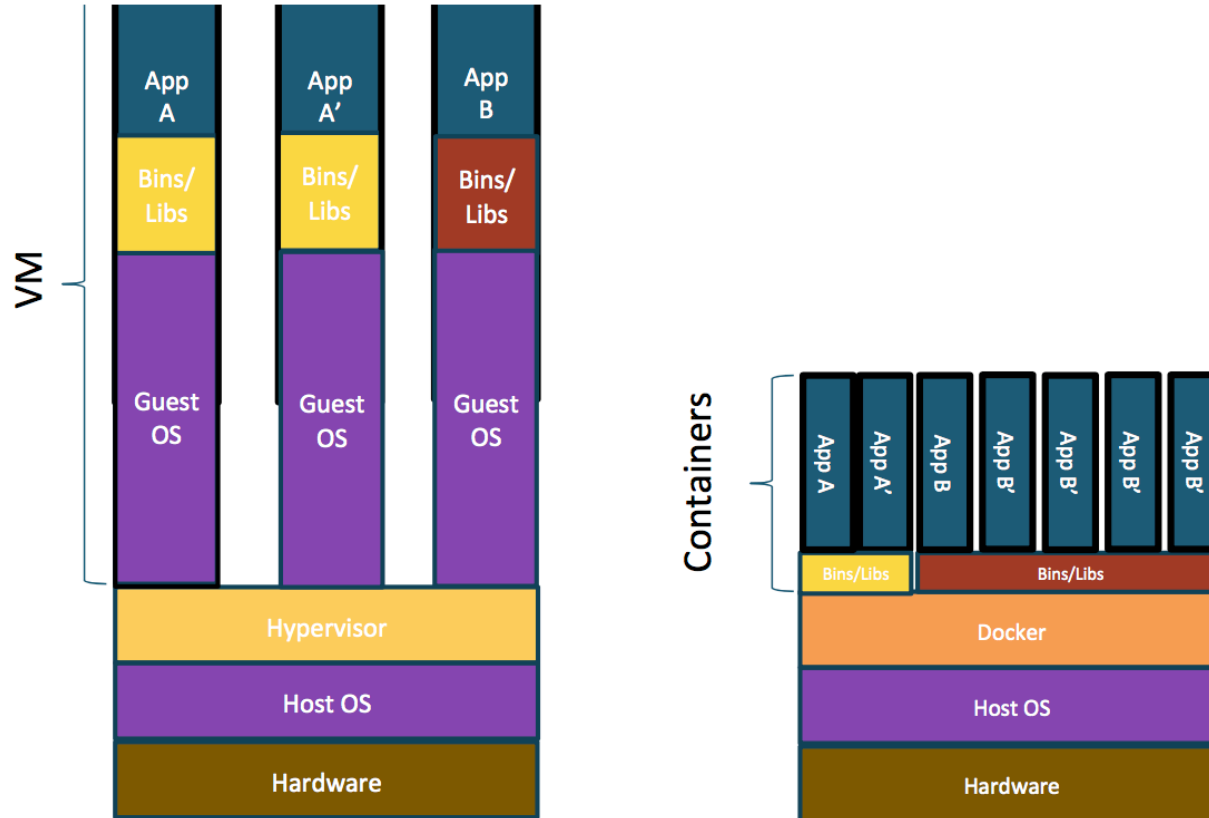 VM
App
A
Bins/
Libs
Guest
OS
App
A’
Bins/
Libs
Guest
OS
App
B
Bins/
Libs
Guest
OS
Hypervisor
Host OS
Hardware
Containers
App A
App A’
App B
App B’
App B’
App B’
App B’
Bins/Libs
Bins/Libs
Docker
Host OS
Hardware